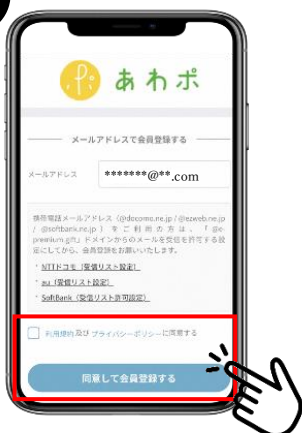 あわポ
メールアドレスで会員登録する
メールアドレス
*******@**.com
携帯電話メールアドレス（@docomo.ne.jp / @ezweb.ne.jp
/ @softbank.ne.jp）をご利用の方は、「@e-
premium.gift」ドメインからのメールを受信を許可する設
定にしてから、会員登録をお願いいたします。
・NTTドコモ（受信リスト設定）
・au（受信リスト設定）
・SoftBank（受信リスト許可設定）
利用規約 及び プライバシーポリシー に同意する
同意して会員登録する